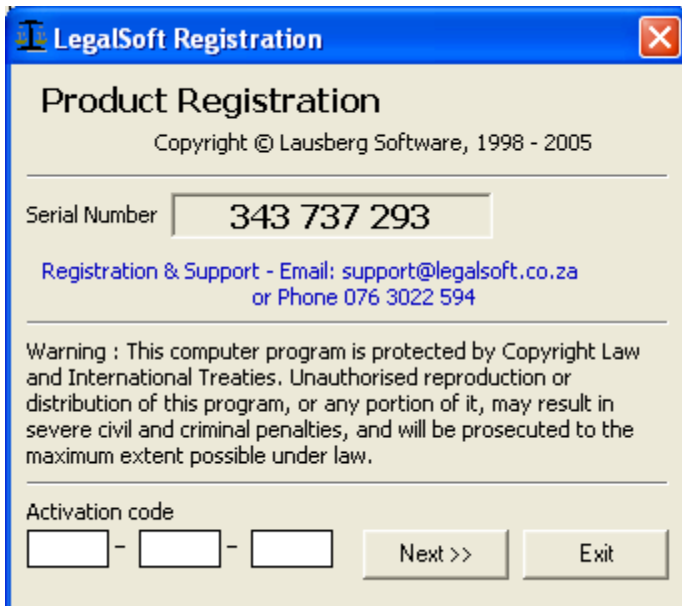 LegalSoft Registration
Product Registration
Copyright © Lausberg Software, 1998 - 2005
Serial Number 343 737 293
Registration & Support - Email: support@legalsoft.co.za
or Phone 076 3022 594
Warning : This computer program is protected by Copyright Law
and International Treaties. Unauthorised reproduction or
distribution of this program, or any portion of it, may result in
severe civil and criminal penalties, and will be prosecuted to the
maximum extent possible under law.
Activation code
- - Next >> Exit